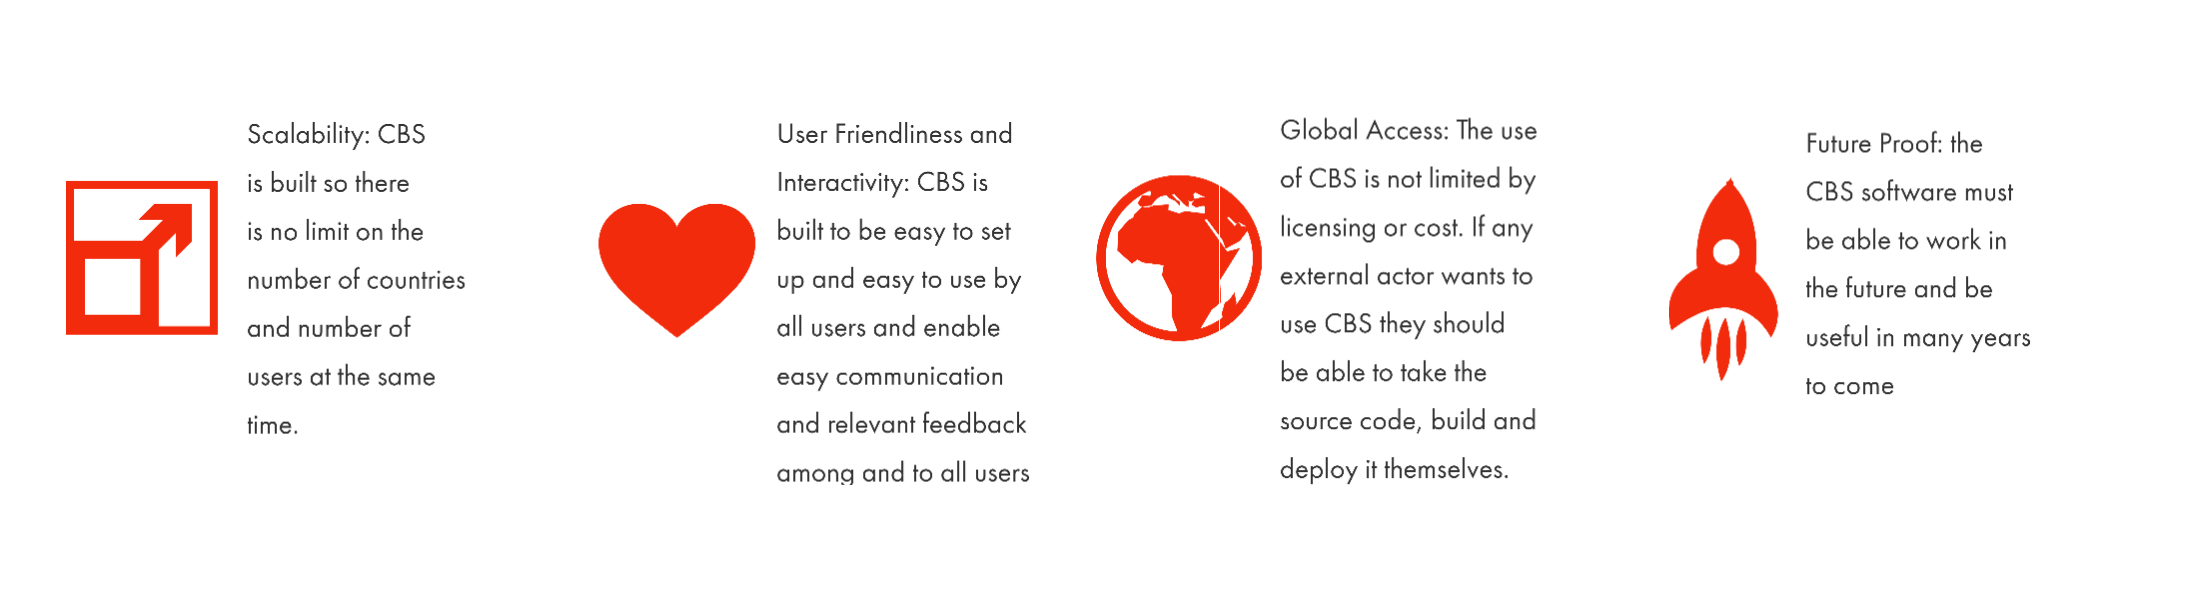 Scalability: CBS
is built so there
is no limit on the
number of countries
and number of
users at the same
time.
User Friendliness and
Interactivity: CBS is
built to be easy to set
up and easy to use by
all users and enable
easy communication
and relevant feedback
among and to all users
Global Access: The use
of CBS is not limited by
licensing or cost. If any
external actor wants to
use CBS they should
be able to take the
source code, build and
deploy it themselves.
Future Proof: the
CBS software must
be able to work in
the future and be
useful in many years
to come